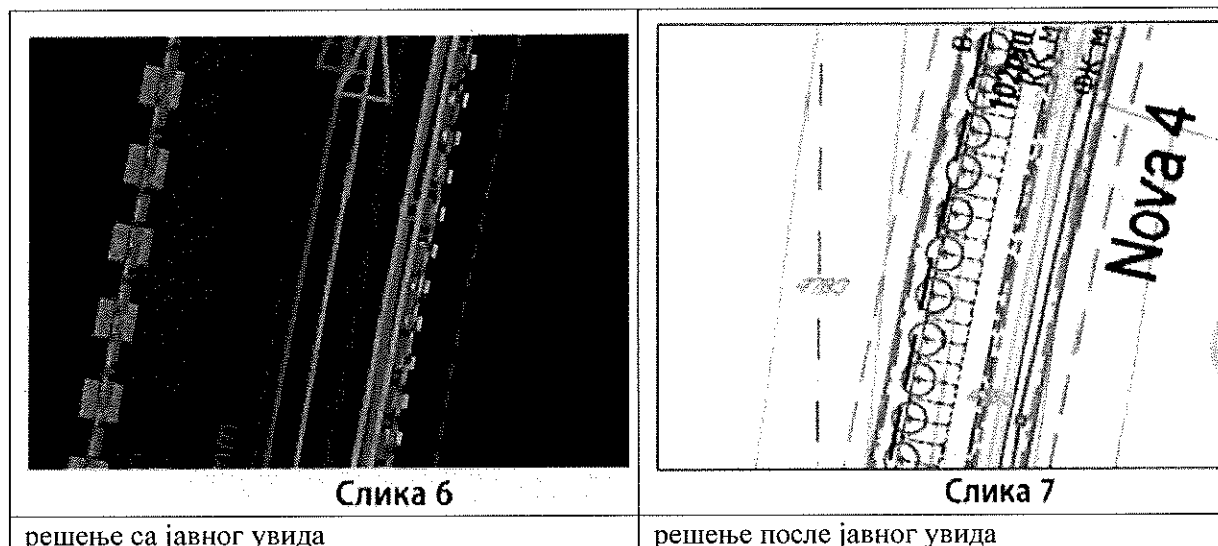 Nova 4
Слика 6
Слика 7
решење са јавног увида
решење после јавног увида